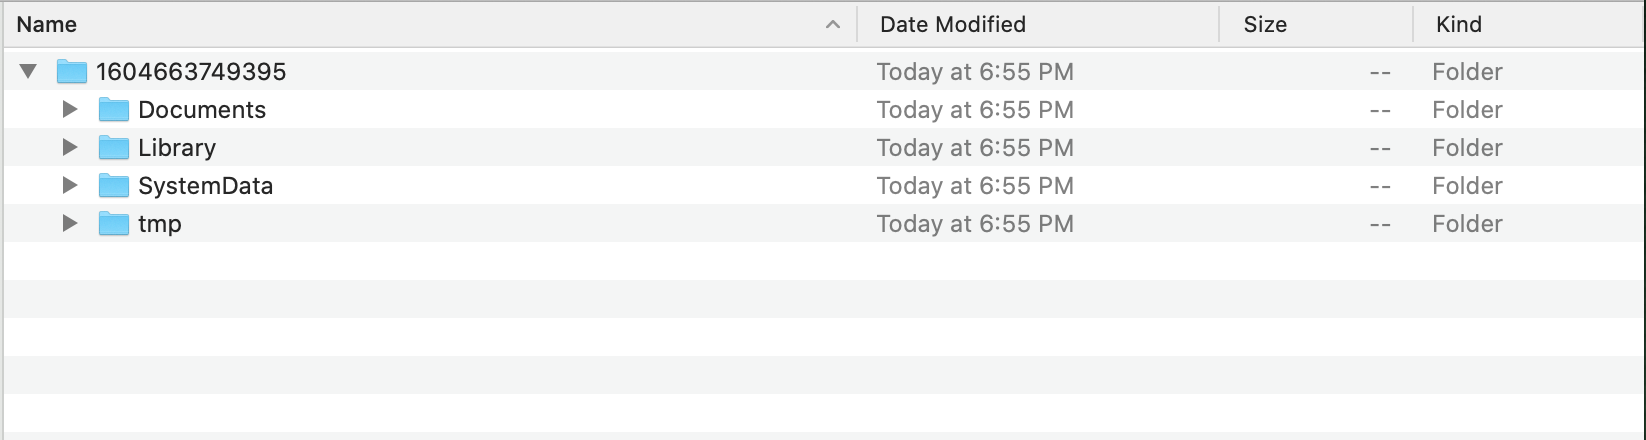 Name Date Modified Size Kind
1604663749395 Today at 6:55 PM -- Folder
Documents Today at 6:55 PM -- Folder
Library Today at 6:55 PM -- Folder
SystemData Today at 6:55 PM -- Folder
tmp Today at 6:55 PM -- Folder